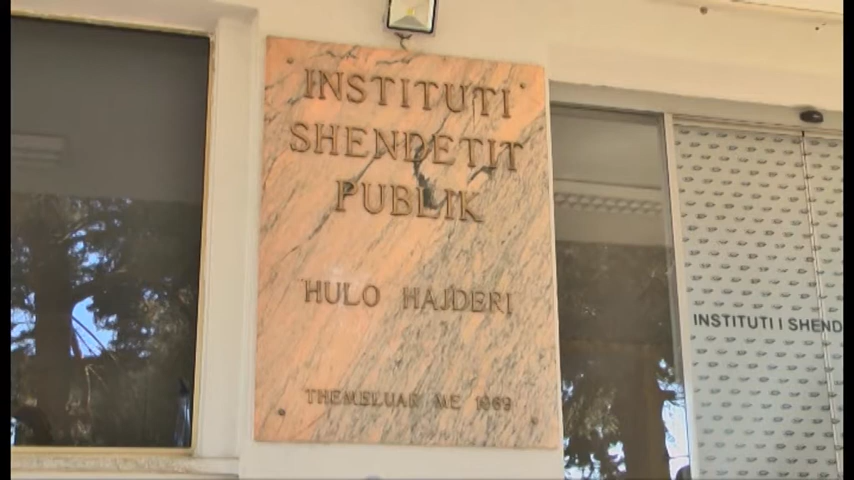 INSTITUTI
SHENDETIT
PUBLIK
HULO HAJDERI
THEMELUAR ME 1969
INSTITUTI I SHEND